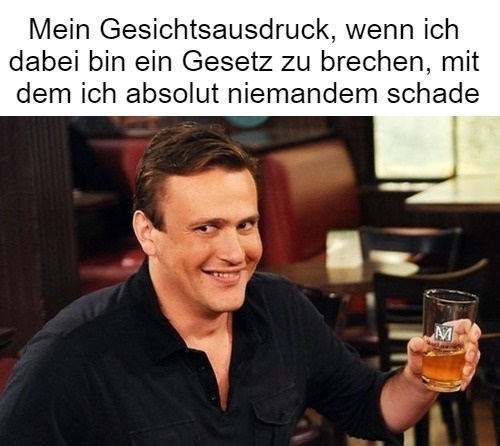 Mein Gesichtsausdruck, wenn ich
dabei bin ein Gesetz zu brechen, mit
dem ich absolut niemandem schade